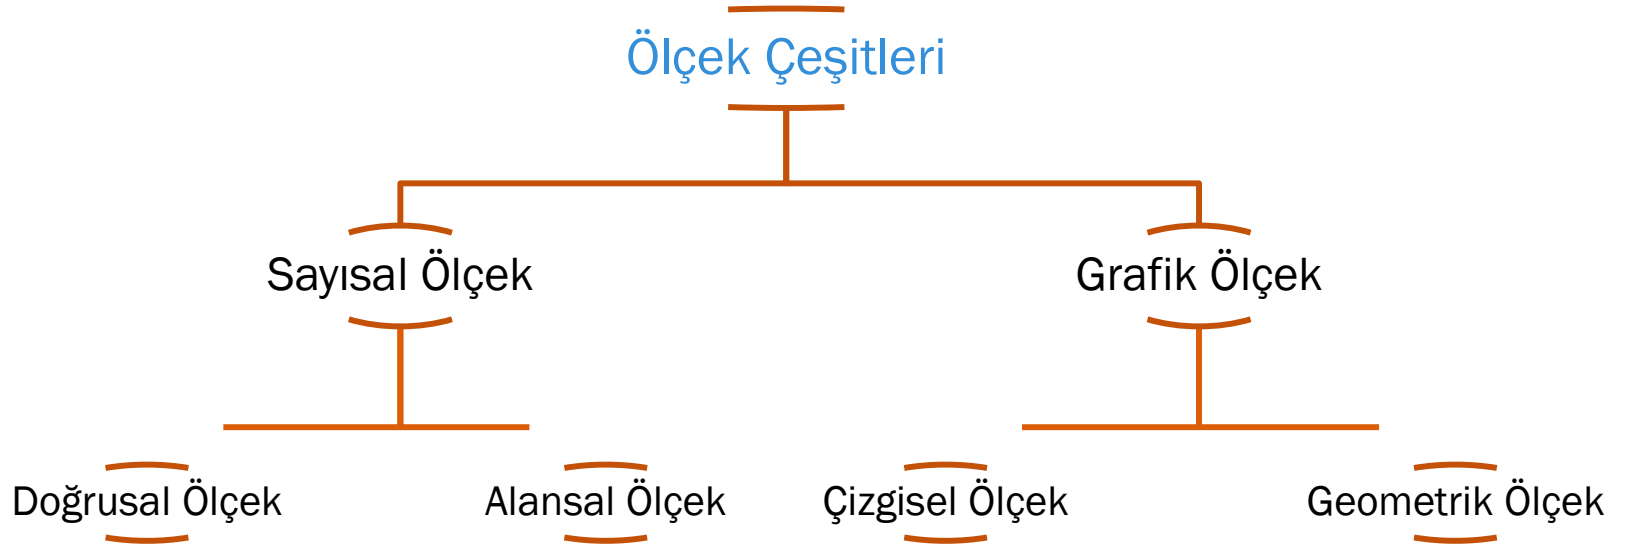 Ölçek Çeşitleri
Sayısal Ölçek
Grafik Ölçek
Doğrusal Ölçek
Alansal Ölçek
Çizgisel Ölçek
Geometrik Ölçek